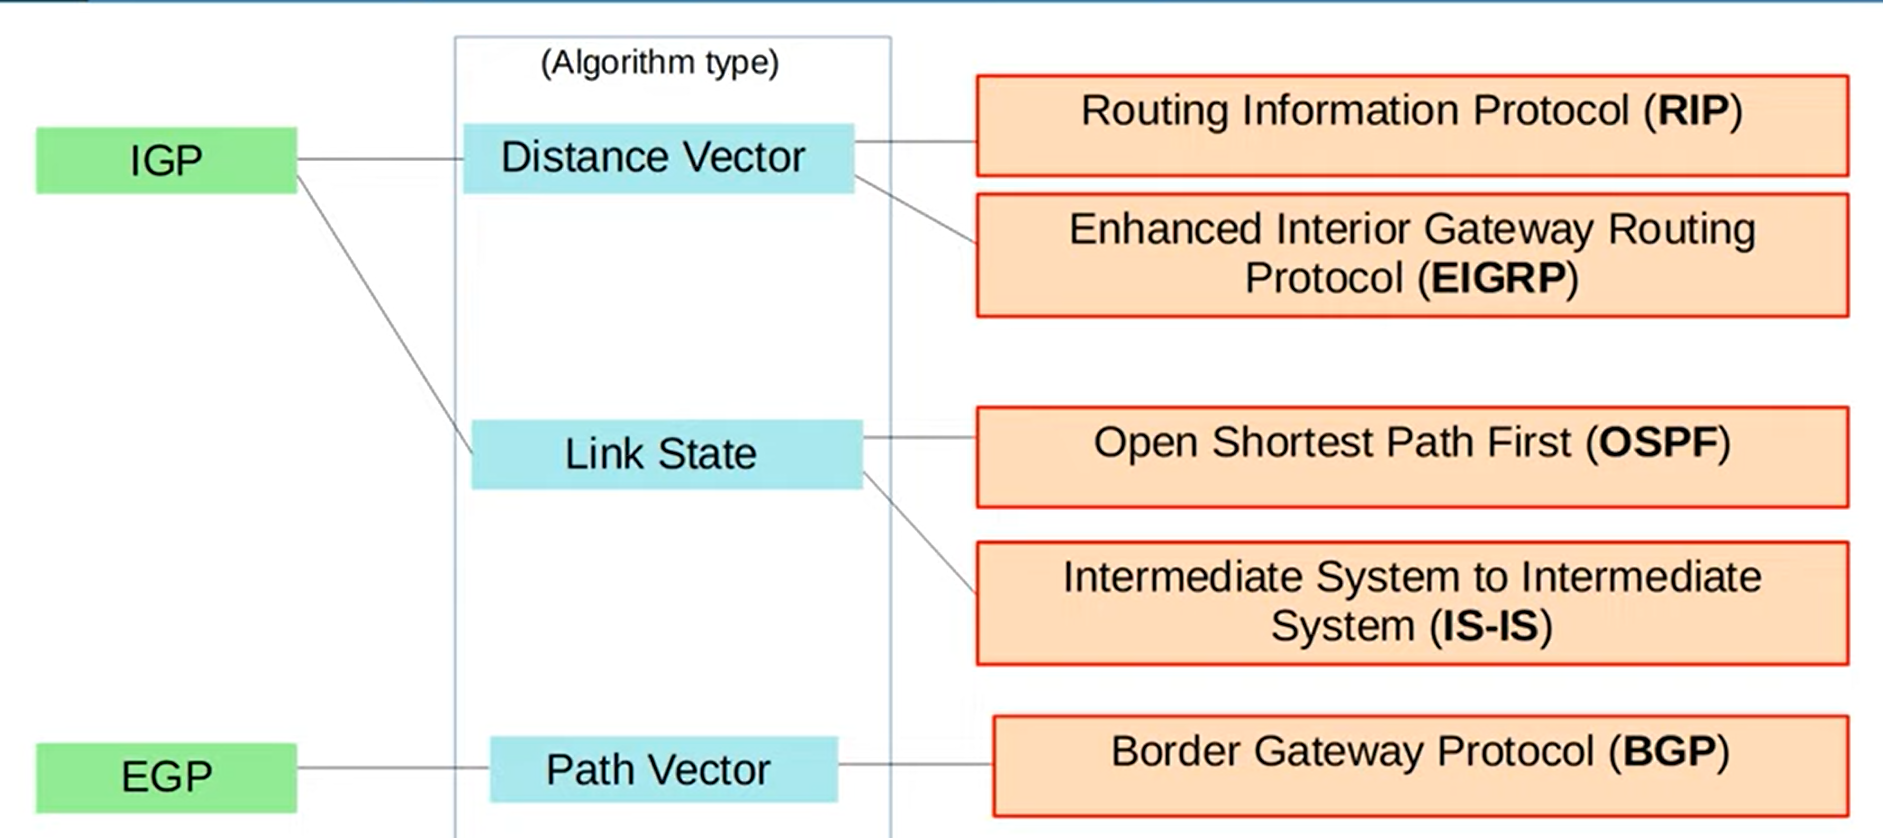 (Algorithm type)
IGP
Distance Vector
Routing Information Protocol (RIP)
Enhanced Interior Gateway Routing
Protocol (EIGRP)
Link State
Open Shortest Path First (OSPF)
Intermediate System to Intermediate
System (IS-IS)
EGP
Path Vector
Border Gateway Protocol (BGP)